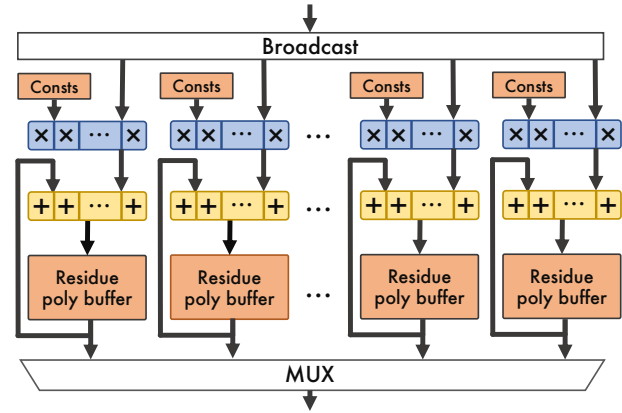 Broadcast
Consts Consts Consts Consts
× × ... × × × ... × ... × × ... × × × ... ×
+ + ... + + + ... + ... + + ... + + + ... +
Residue Residue Residue Residue
poly buffer poly buffer ... poly buffer poly buffer
MUX